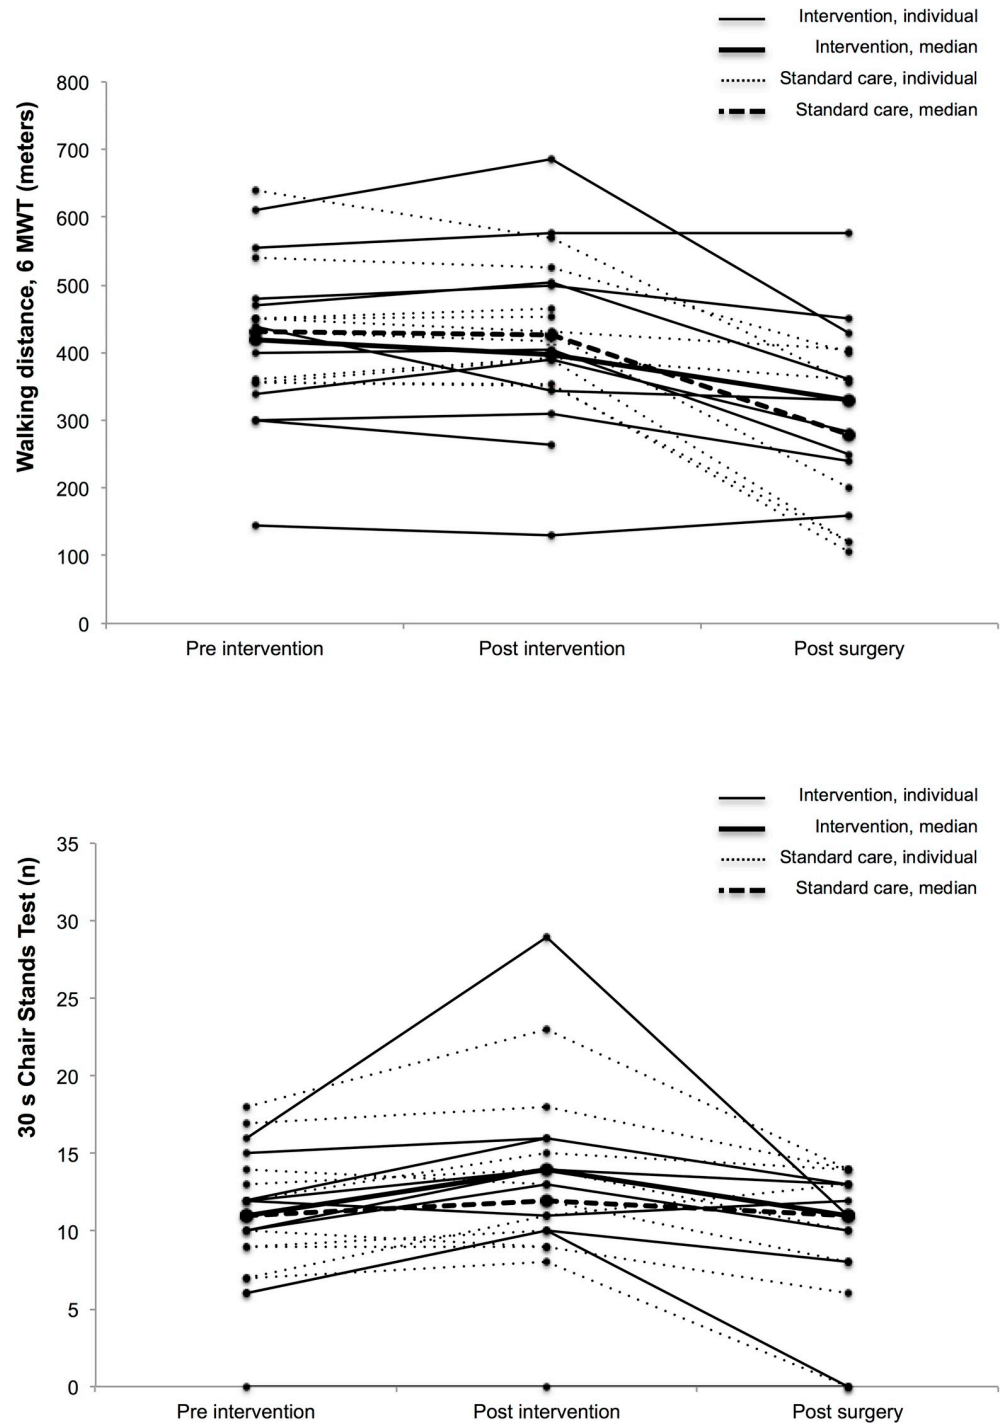 Intervention, individual
Intervention, median
Standard care, individual
Standard care, median
Walking distance, 6 MWT (meters)
800
700
600
500
400
300
200
100
0
Pre intervention Post intervention Post surgery
Intervention, individual
Intervention, median
Standard care, individual
Standard care, median
30 s Chair Stands Test (n)
35
30
25
20
15
10
5
0
Pre intervention Post intervention Post surgery